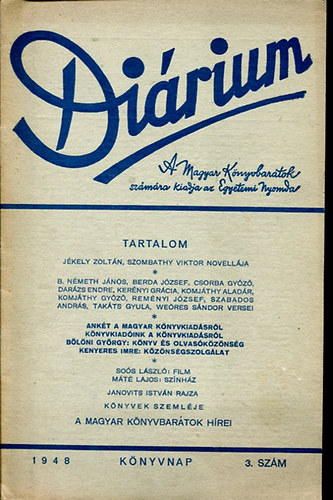 Diárium
A Magyar Könyvbarátok
számára kiadja az Egyetemi Nyomda
TARTALOM
JÉKELY ZOLTÁN, SZOMBATHY VIKTOR NOVELLÁJA
*
B. NÉMETH JÁNOS, BERDA JÓZSEF, CSORBA GYŐZŐ,
DARÁZS ENDRE, KERÉNYI GRÁCIA, KOMJÁTHY ALADÁR,
KOMJÁTHY GYŐZŐ, REMÉNYI JÓZSEF, SZABADOS
ANDRÁS, TAKÁTS GYULA, WEÖRES SÁNDOR VERSEI
*
ANKÉT A MAGYAR KÖNYVKIADÁSRÓL
KÖNYVKIADÓINK A KÖNYVKIADÁSRÓL
BÖLÖNI GYÖRGY: KÖNYV ÉS OLVASÓKÖZÖNSÉG
KENYERES IMRE: KÖZÖNSÉGSZOLGÁLAT
*
SOÓS LÁSZLÓ: FILM
MÁTÉ LAJOS: SZÍNHÁZ
JANOVITS ISTVÁN RAJZA
KÖNYVEK SZEMLÉJE
A MAGYAR KÖNYVBARÁTOK HÍREI
1948 KÖNYVNAP 3. SZÁM